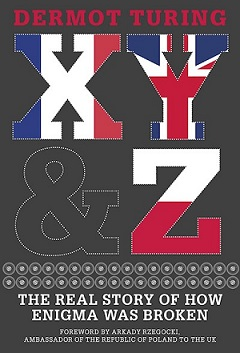 DERMOT TURING
X Y
& Z
THE REAL STORY OF HOW
ENIGMA WAS BROKEN
FOREWORD BY ARKADY RZEGOCKI,
AMBASSADOR OF THE REPUBLIC OF POLAND TO THE UK